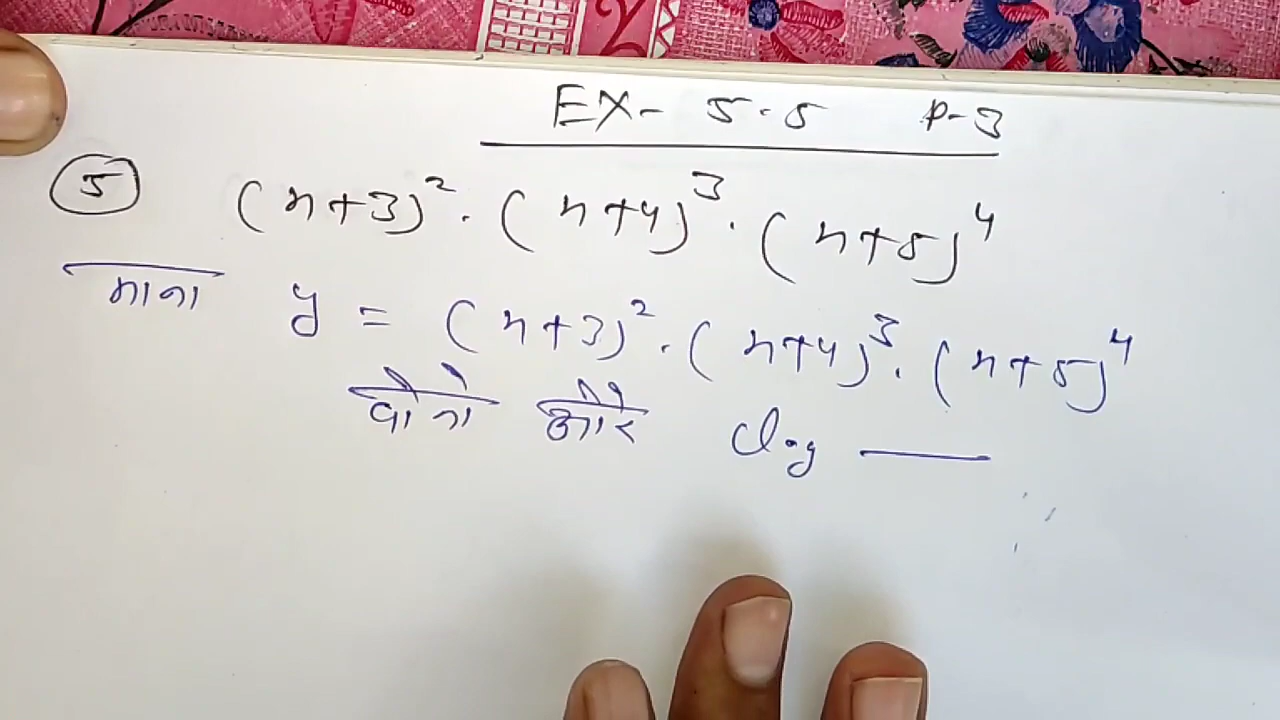 EX- 5.5 P-3
(5) (x+3)². (x+4)³. (x+5)⁴
माना y = (x+3)². (x+4)³. (x+5)⁴
दोनों ओर log —